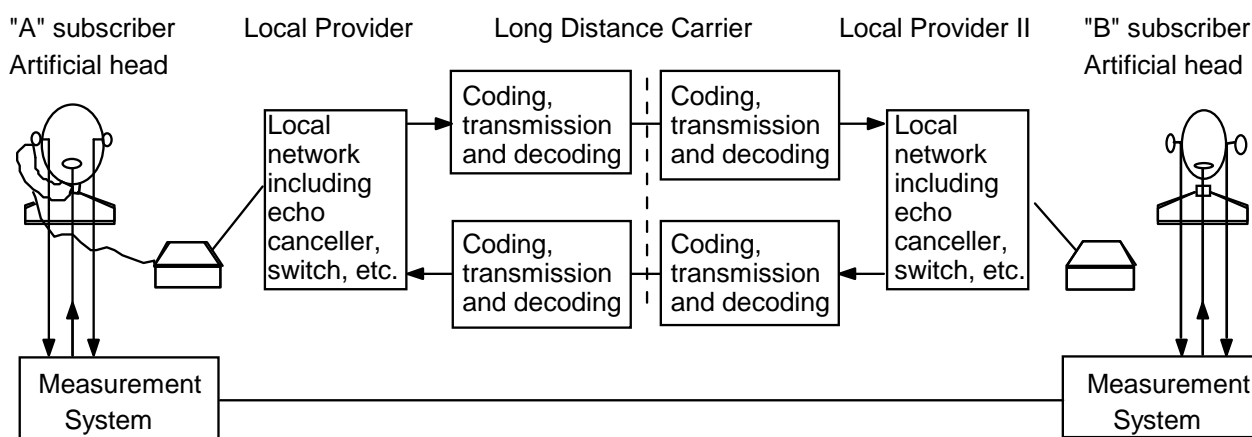 "A" subscriber
Artificial head
Local Provider
Long Distance Carrier
Local Provider II
"B" subscriber
Artificial head
Local
network
including
echo
canceller,
switch, etc.
Coding,
transmission
and decoding
Coding,
transmission
and decoding
Coding,
transmission
and decoding
Coding,
transmission
and decoding
Local
network
including
echo
canceller,
switch, etc.
Measurement
System
Measurement
System